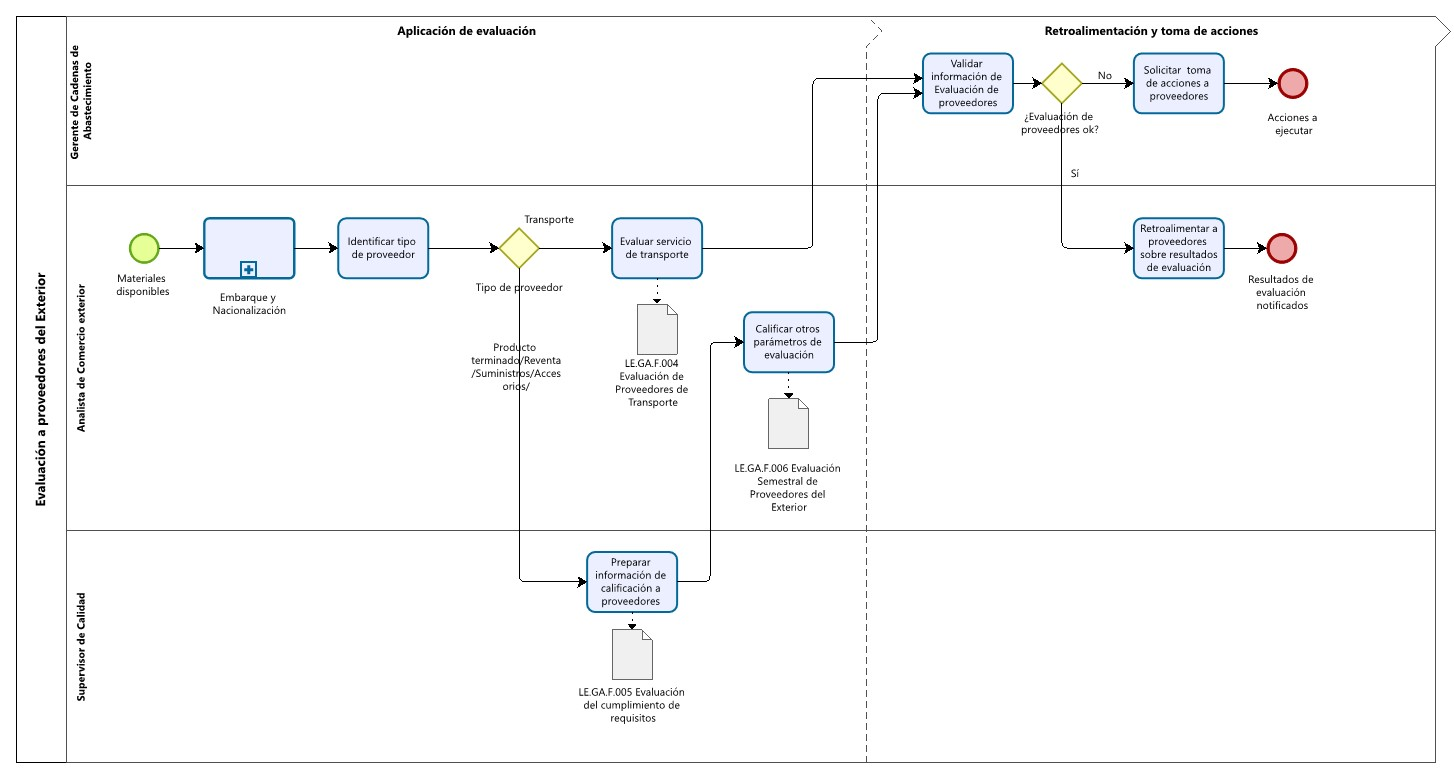 Evaluación a proveedores del Exterior
Aplicación de evaluación
Retroalimentación y toma de acciones
Gerente de Cadenas de
Abastecimiento
Validar
información de
Evaluación de
proveedores
¿Evaluación de
proveedores ok?
No
Sí
Solicitar toma
de acciones a
proveedores
Acciones a
ejecutar
Analista de Comercio exterior
Materiales
disponibles
Embarque y
Nacionalización
Identificar tipo
de proveedor
Tipo de proveedor
Transporte
Producto
terminado/Reventa
/Suministros/Acces
orios/
Evaluar servicio
de transporte
LE.GA.F.004
Evaluación de
Proveedores de
Transporte
Calificar otros
parámetros de
evaluación
LE.GA.F.006 Evaluación
Semestral de
Proveedores del
Exterior
Retroalimentar a
proveedores
sobre resultados
de evaluación
Resultados de
evaluación
notificados
Supervisor de Calidad
Preparar
información de
calificación a
proveedores
LE.GA.F.005 Evaluación
del cumplimiento de
requisitos